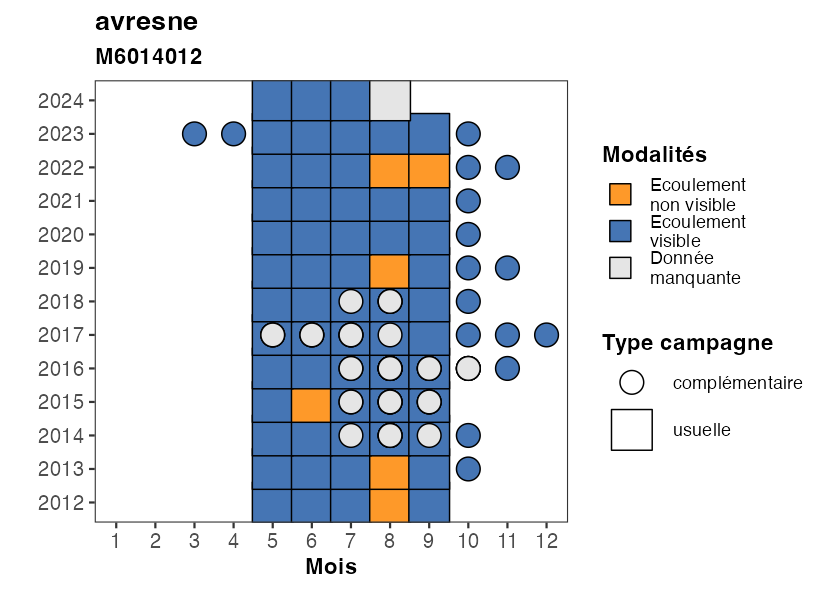 avresne
M6014012
2024
2023
2022
2021
2020
2019
2018
2017
2016
2015
2014
2013
2012
1 2 3 4 5 6 7 8 9 10 11 12
Mois
Modalités
Ecoulement
non visible
Ecoulement
visible
Donnée
manquante
Type campagne
complémentaire
usuelle